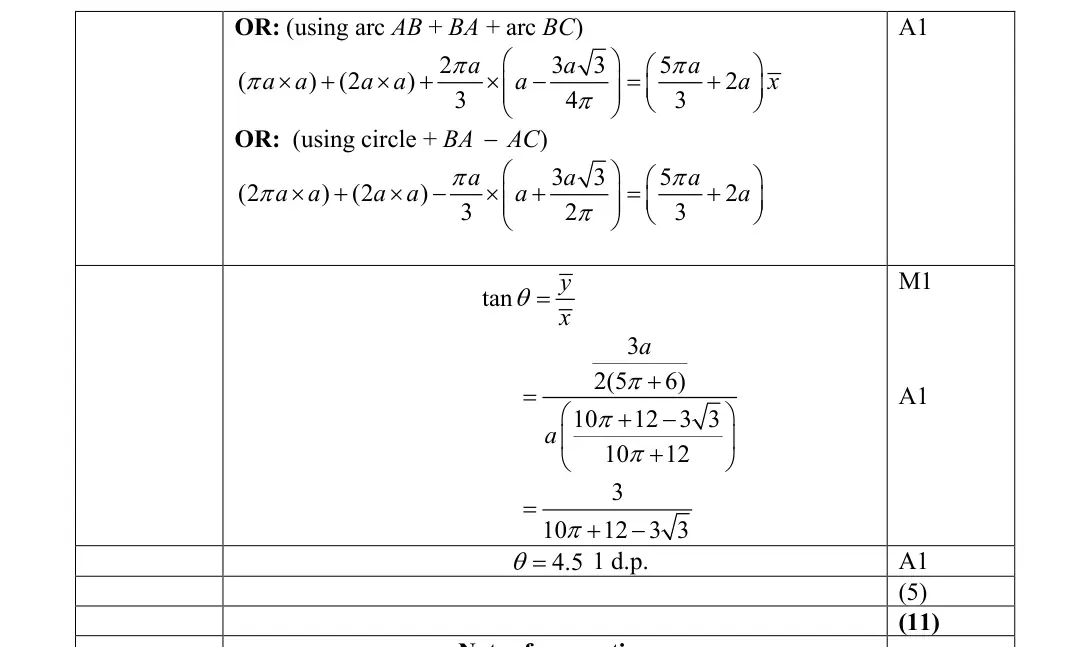 OR: (using arc AB + BA + arc BC) A1
(πa×a)+(2a×a)+2πa/3×(a−3a√3/4π)=(5πa/3+2a)x̅
OR: (using circle + BA − AC)
(2πa×a)+(2a×a)−πa/3×(a+3a√3/2π)=(5πa/3+2a)
tanθ=y̅/x̅ M1
=(3a/2(5π+6))/(a(10π+12−3√3/10π+12)) A1
=3/10π+12−3√3
θ=4.5 1 d.p. A1
(5)
(11)